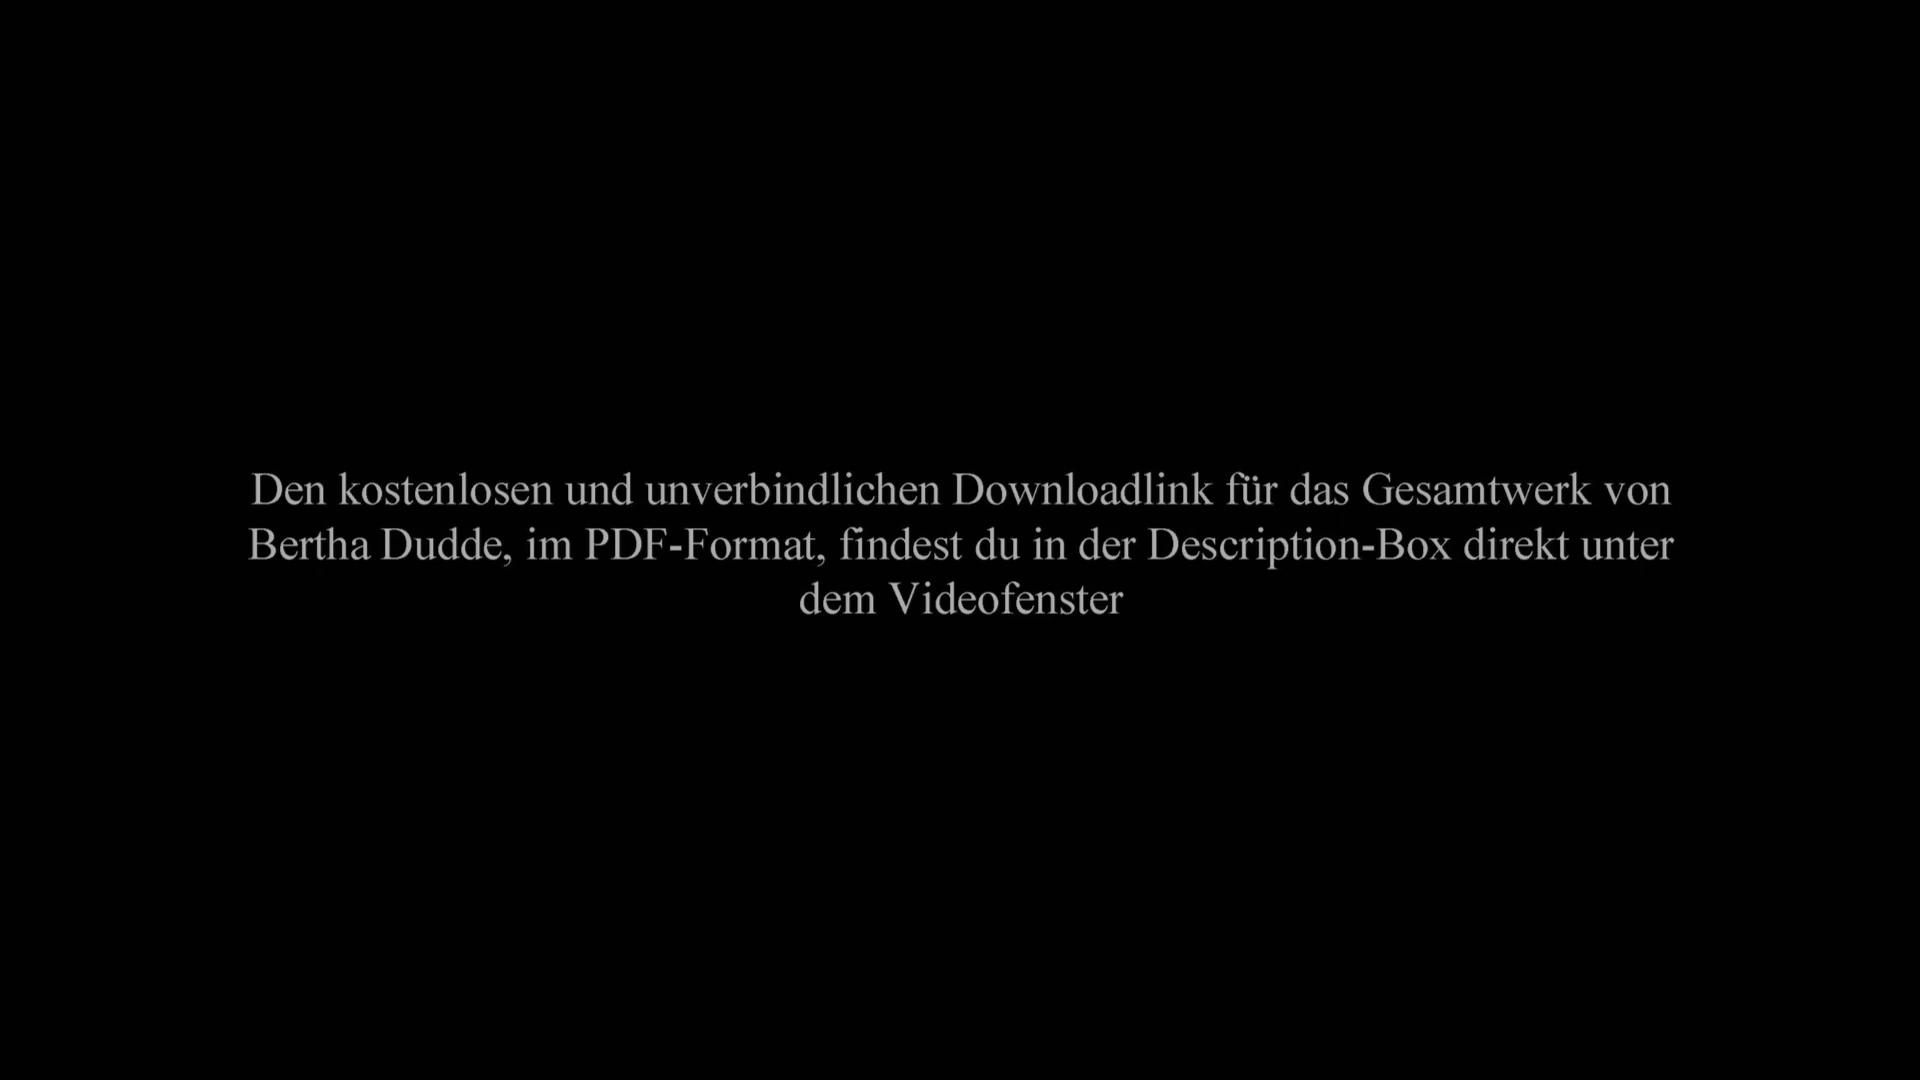 Den kostenlosen und unverbindlichen Downloadlink für das Gesamtwerk von
Bertha Dudde, im PDF-Format, findest du in der Description-Box direkt unter
dem Videofenster